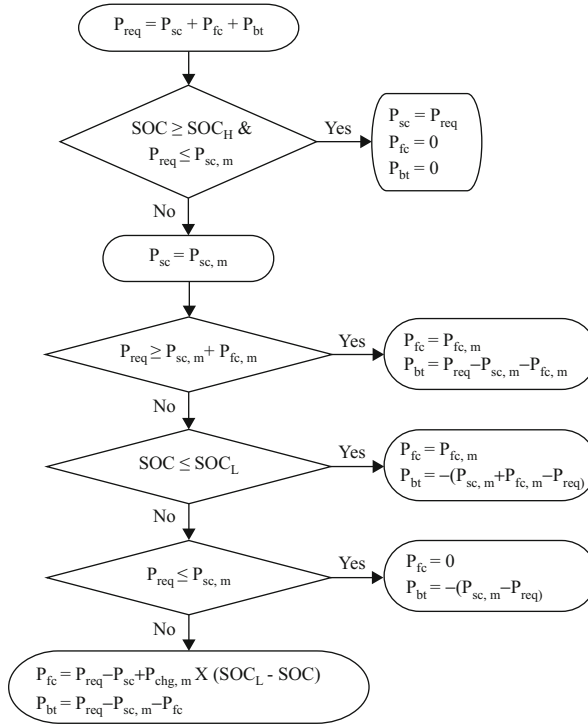 P_req = P_sc + P_fc + P_bt
SOC ≥ SOC_H &
P_req ≤ P_sc, m
Yes
P_sc = P_req
P_fc = 0
P_bt = 0
No
P_sc = P_sc, m
P_req ≥ P_sc, m + P_fc, m
Yes
P_fc = P_fc, m
P_bt = P_req–P_sc, m–P_fc, m
No
SOC ≤ SOC_L
Yes
P_fc = P_fc, m
P_bt = –(P_sc, m+P_fc, m–P_req)
No
P_req ≤ P_sc, m
Yes
P_fc = 0
P_bt = –(P_sc, m–P_req)
No
P_fc = P_req–P_sc+P_chg, m X (SOC_L - SOC)
P_bt = P_req–P_sc, m–P_fc